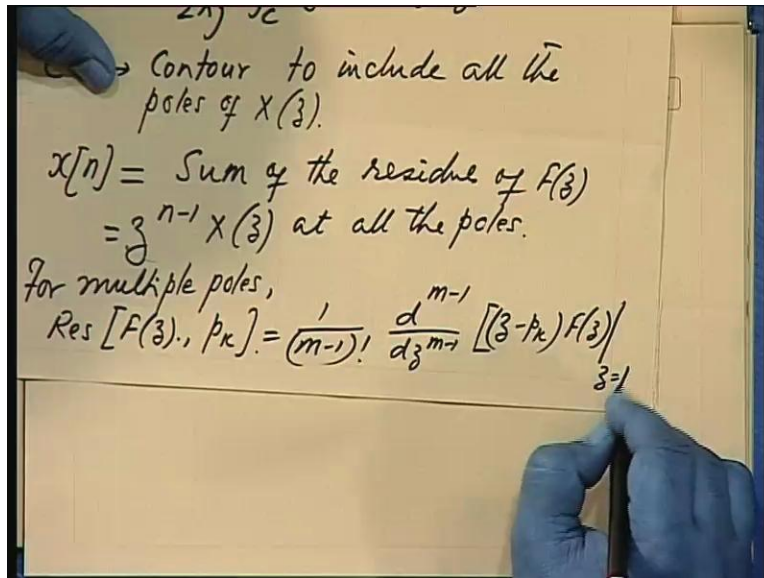 2πj C
C → Contour to include all the
poles of X(z).
x[n] = Sum of the residue of F(z)
= z^{n-1} X(z) at all the poles.
For multiple poles,
Res [F(z)., p_k] = 1/(m-1)! d^{m-1}/dz^{m-1} [(z-p_k) F(z)|
z=